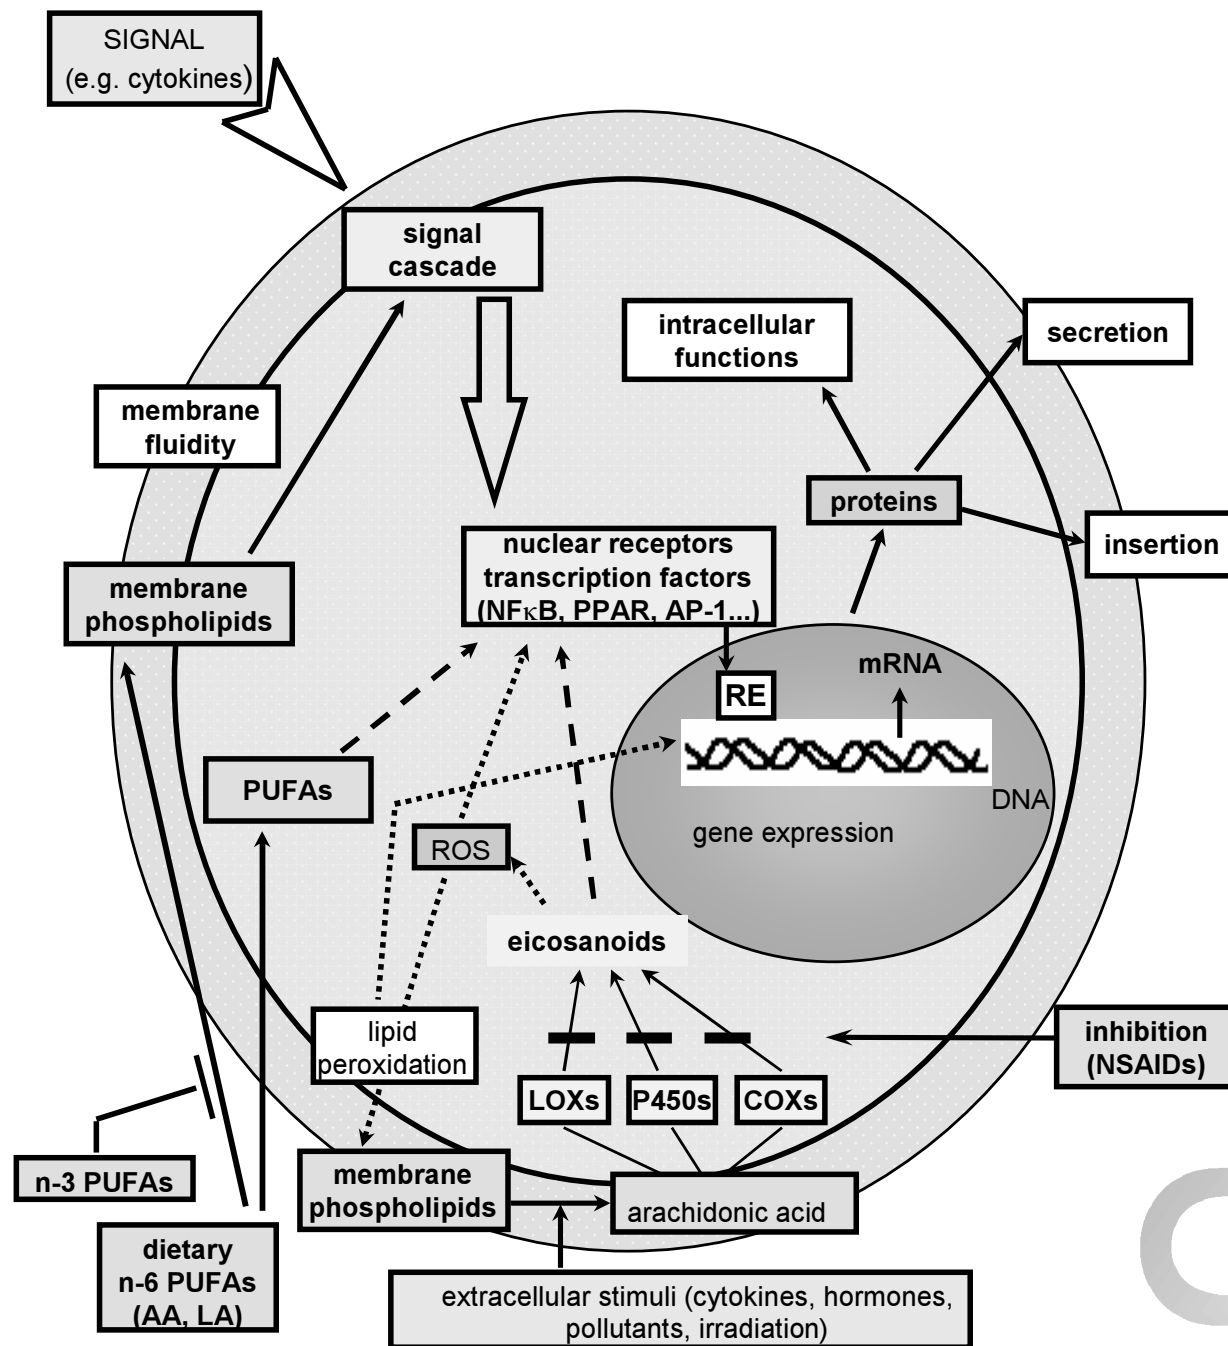 SIGNAL
(e.g. cytokines)
signal
cascade
intracellular
functions
secretion
membrane
fluidity
proteins
insertion
nuclear receptors
transcription factors
(NFκB, PPAR, AP-1...)
membrane
phospholipids
mRNA
RE
PUFAs
DNA
gene expression
ROS
eicosanoids
lipid
peroxidation
inhibition
(NSAIDs)
LOXs
P450s
COXs
n-3 PUFAs
membrane
phospholipids
arachidonic acid
dietary
n-6 PUFAs
(AA, LA)
extracellular stimuli (cytokines, hormones,
pollutants, irradiation)